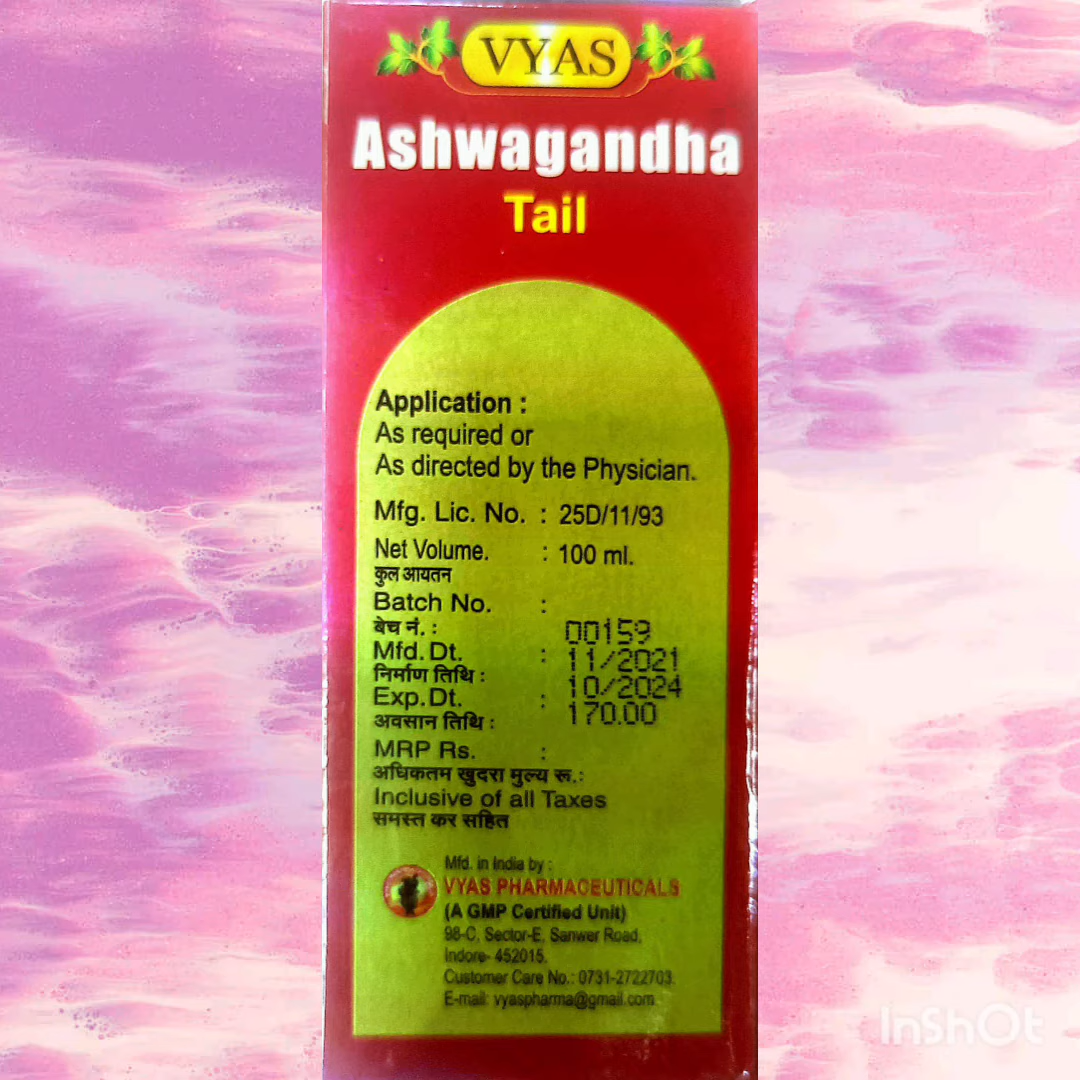 VYAS
Ashwagandha
Tail
Application :
As required or
As directed by the Physician.
Mfg. Lic. No. : 25D/11/93
Net Volume. : 100 ml.
कुल आयतन
Batch No. :
बेच नं. : 00159
Mfd. Dt. : 11/2021
निर्माण तिथि :
Exp. Dt. : 10/2024
अवसान तिथि : 170.00
MRP Rs. :
अधिकतम खुदरा मुल्य रू.:
Inclusive of all Taxes
समस्त कर सहित
Mfd. in India by :
VYAS PHARMACEUTICALS
(A GMP Certified Unit)
98-C, Sector-E, Sanwer Road,
Indore- 452015.
Customer Care No.: 0731-2722703
E-mail: vyaspharma@gmail.com
InShOt